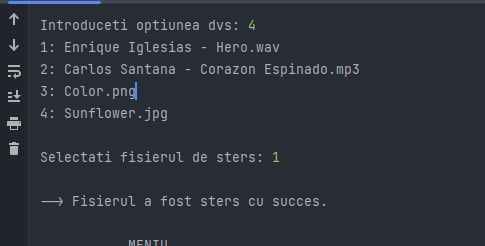 Introduceti optiunea dvs: 4
1: Enrique Iglesias - Hero.wav
2: Carlos Santana - Corazon Espinado.mp3
3: Color.png
4: Sunflower.jpg
Selectati fisierul de sters: 1
--> Fisierul a fost sters cu succes.
MENIU